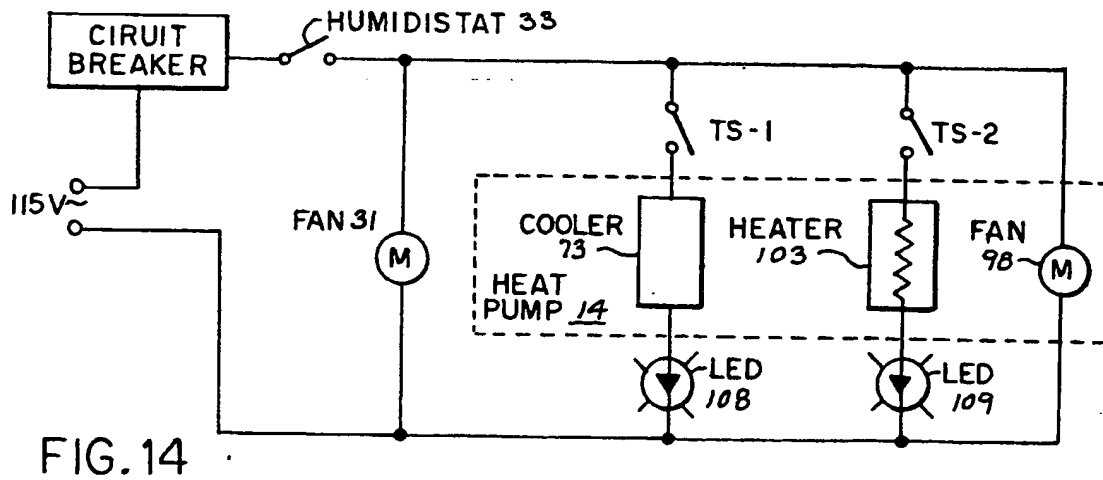 CIRUIT
BREAKER
HUMIDISTAT 33
TS-1
TS-2
115V~
FAN 31
M
COOLER
73
HEATER
103
FAN
98
M
HEAT
PUMP 14
LED
108
LED
109
FIG. 14